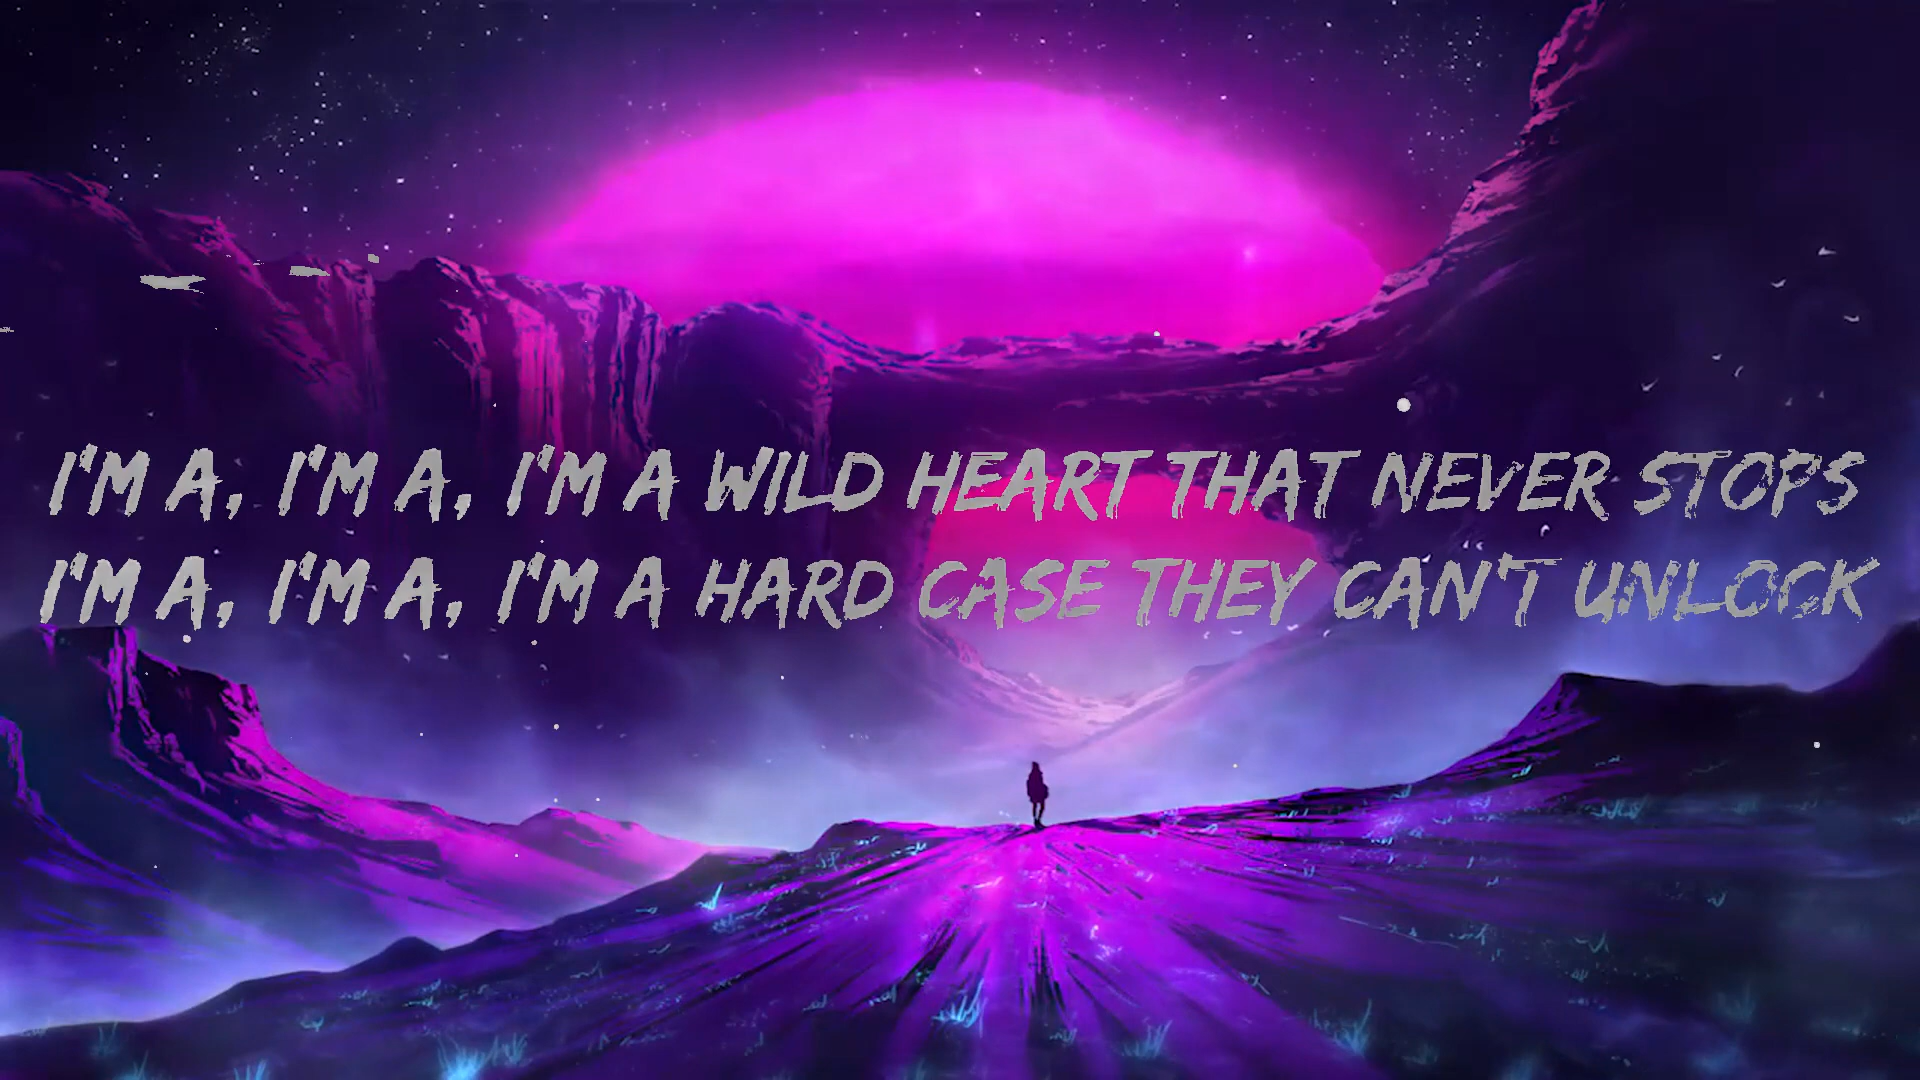 I'M A, I'M A, I'M A WILD HEART THAT NEVER STOPS
I'M A, I'M A, I'M A HARD CASE THEY CAN'T UNLOCK